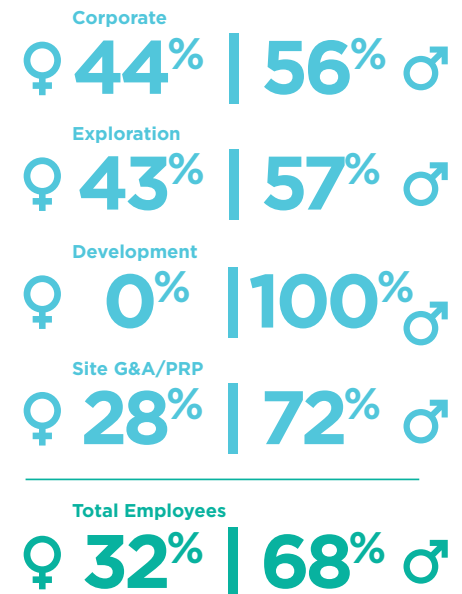 Corporate
♀ 44% | 56% ♂
Exploration
♀ 43% | 57% ♂
Development
♀ 0% | 100% ♂
Site G&A/PRP
♀ 28% | 72% ♂
Total Employees
♀ 32% | 68% ♂